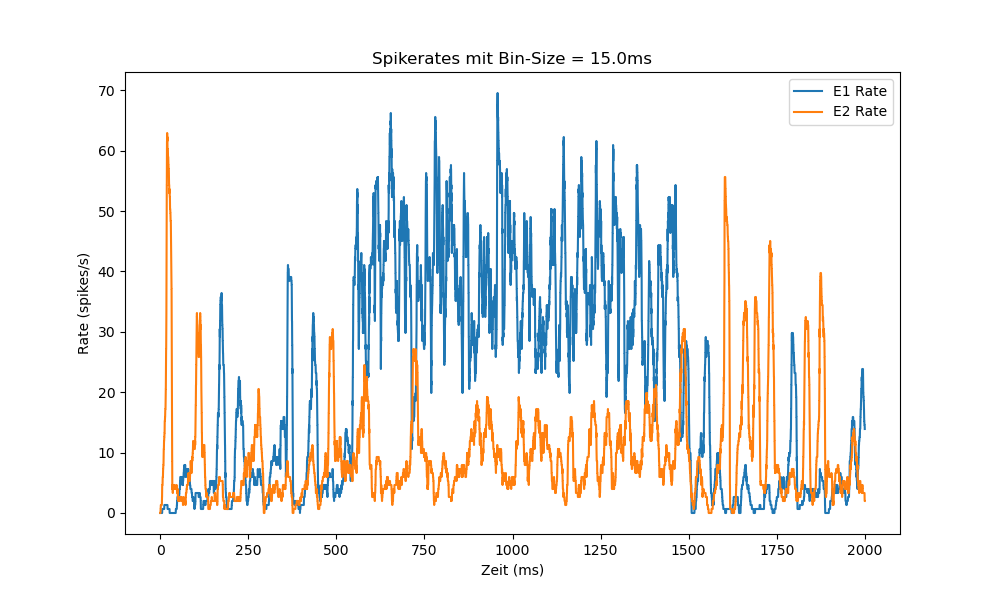 Spikerates mit Bin-Size = 15.0ms
E1 Rate
E2 Rate
70
60
50
40
30
20
10
0
Rate (spikes/s)
0 250 500 750 1000 1250 1500 1750 2000
Zeit (ms)